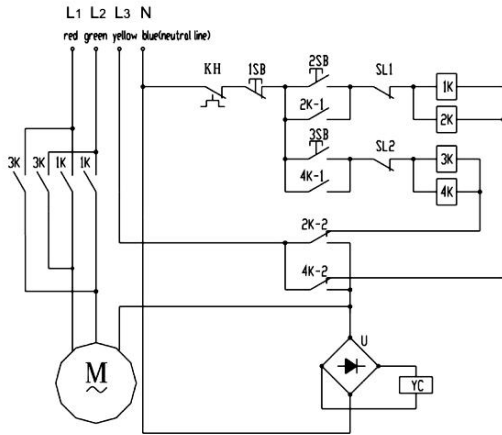 L1 L2 L3 N
red green yellow blue(neutral line)
KH 1SB 2SB SL1 1K
2K-1 2K
3SB SL2 3K
3K 3K 1K 1K 4K-1 4K
2K-2
4K-2
U
M
~
YC